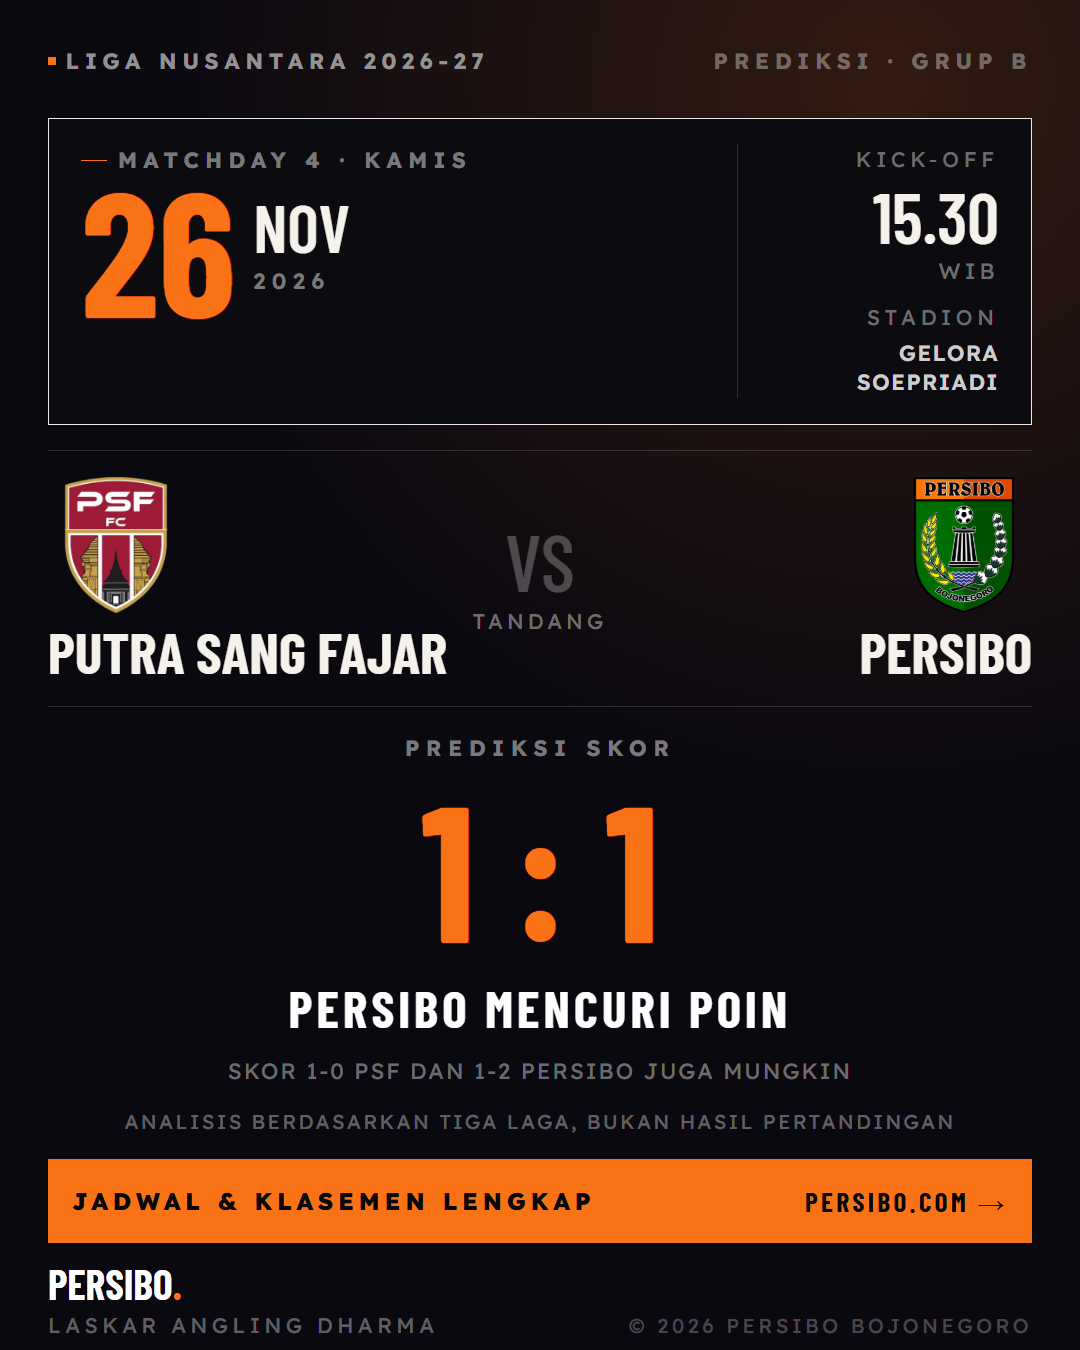 LIGA NUSANTARA 2026-27
PREDIKSI · GRUP B
MATCHDAY 4 · KAMIS
26
NOV
2026
KICK-OFF
15.30
WIB
STADION
GELORA
SOEPRIADI
PSF
FC
PUTRA SANG FAJAR
VS
TANDANG
PERSIBO
BOJONEGORO
PERSIBO
PREDIKSI SKOR
1 : 1
PERSIBO MENCURI POIN
SKOR 1-0 PSF DAN 1-2 PERSIBO JUGA MUNGKIN
ANALISIS BERDASARKAN TIGA LAGA, BUKAN HASIL PERTANDINGAN
JADWAL & KLASEMEN LENGKAP
PERSIBO.COM →
PERSIBO.
LASKAR ANGLING DHARMA
© 2026 PERSIBO BOJONEGORO